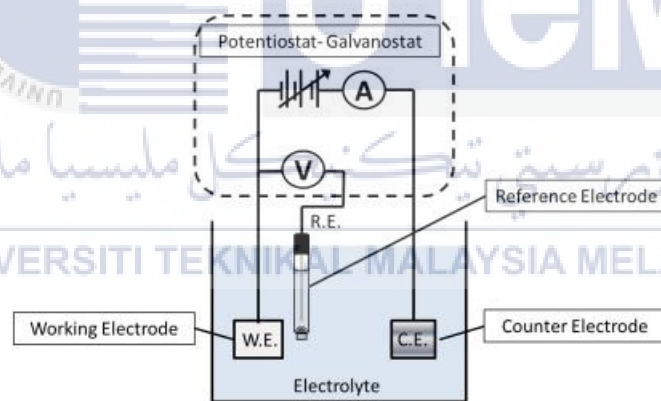 Potentiostat- Galvanostat
A
V
R.E.
Reference Electrode
VERSITI TEKNIKAL MALAYSIA MEL
Working Electrode
W.E.
C.E.
Counter Electrode
Electrolyte